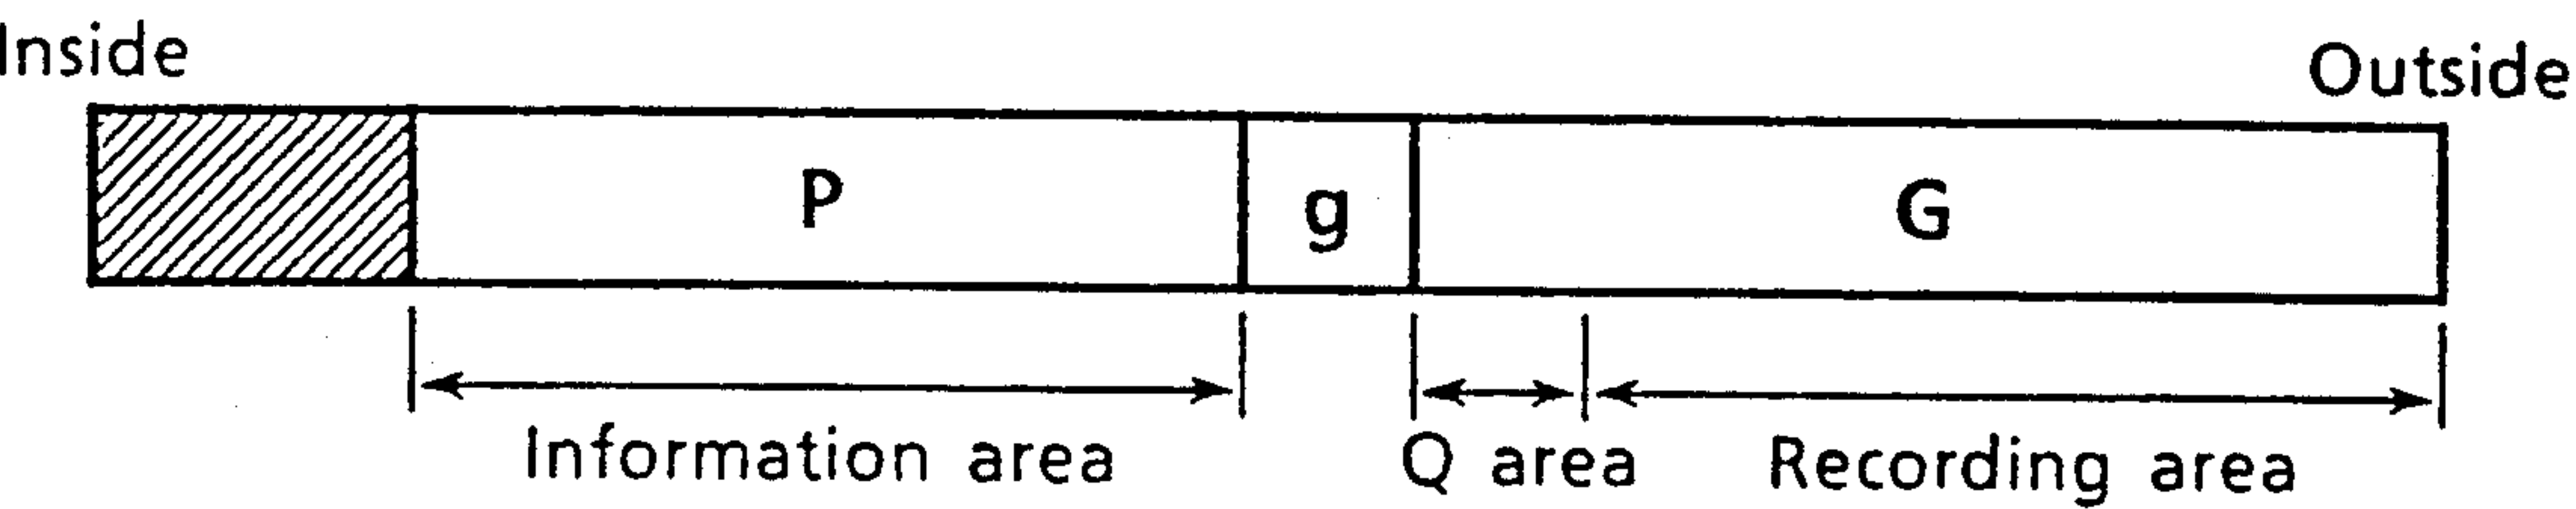 Inside
Outside
P
g
G
Information area
Q area
Recording area